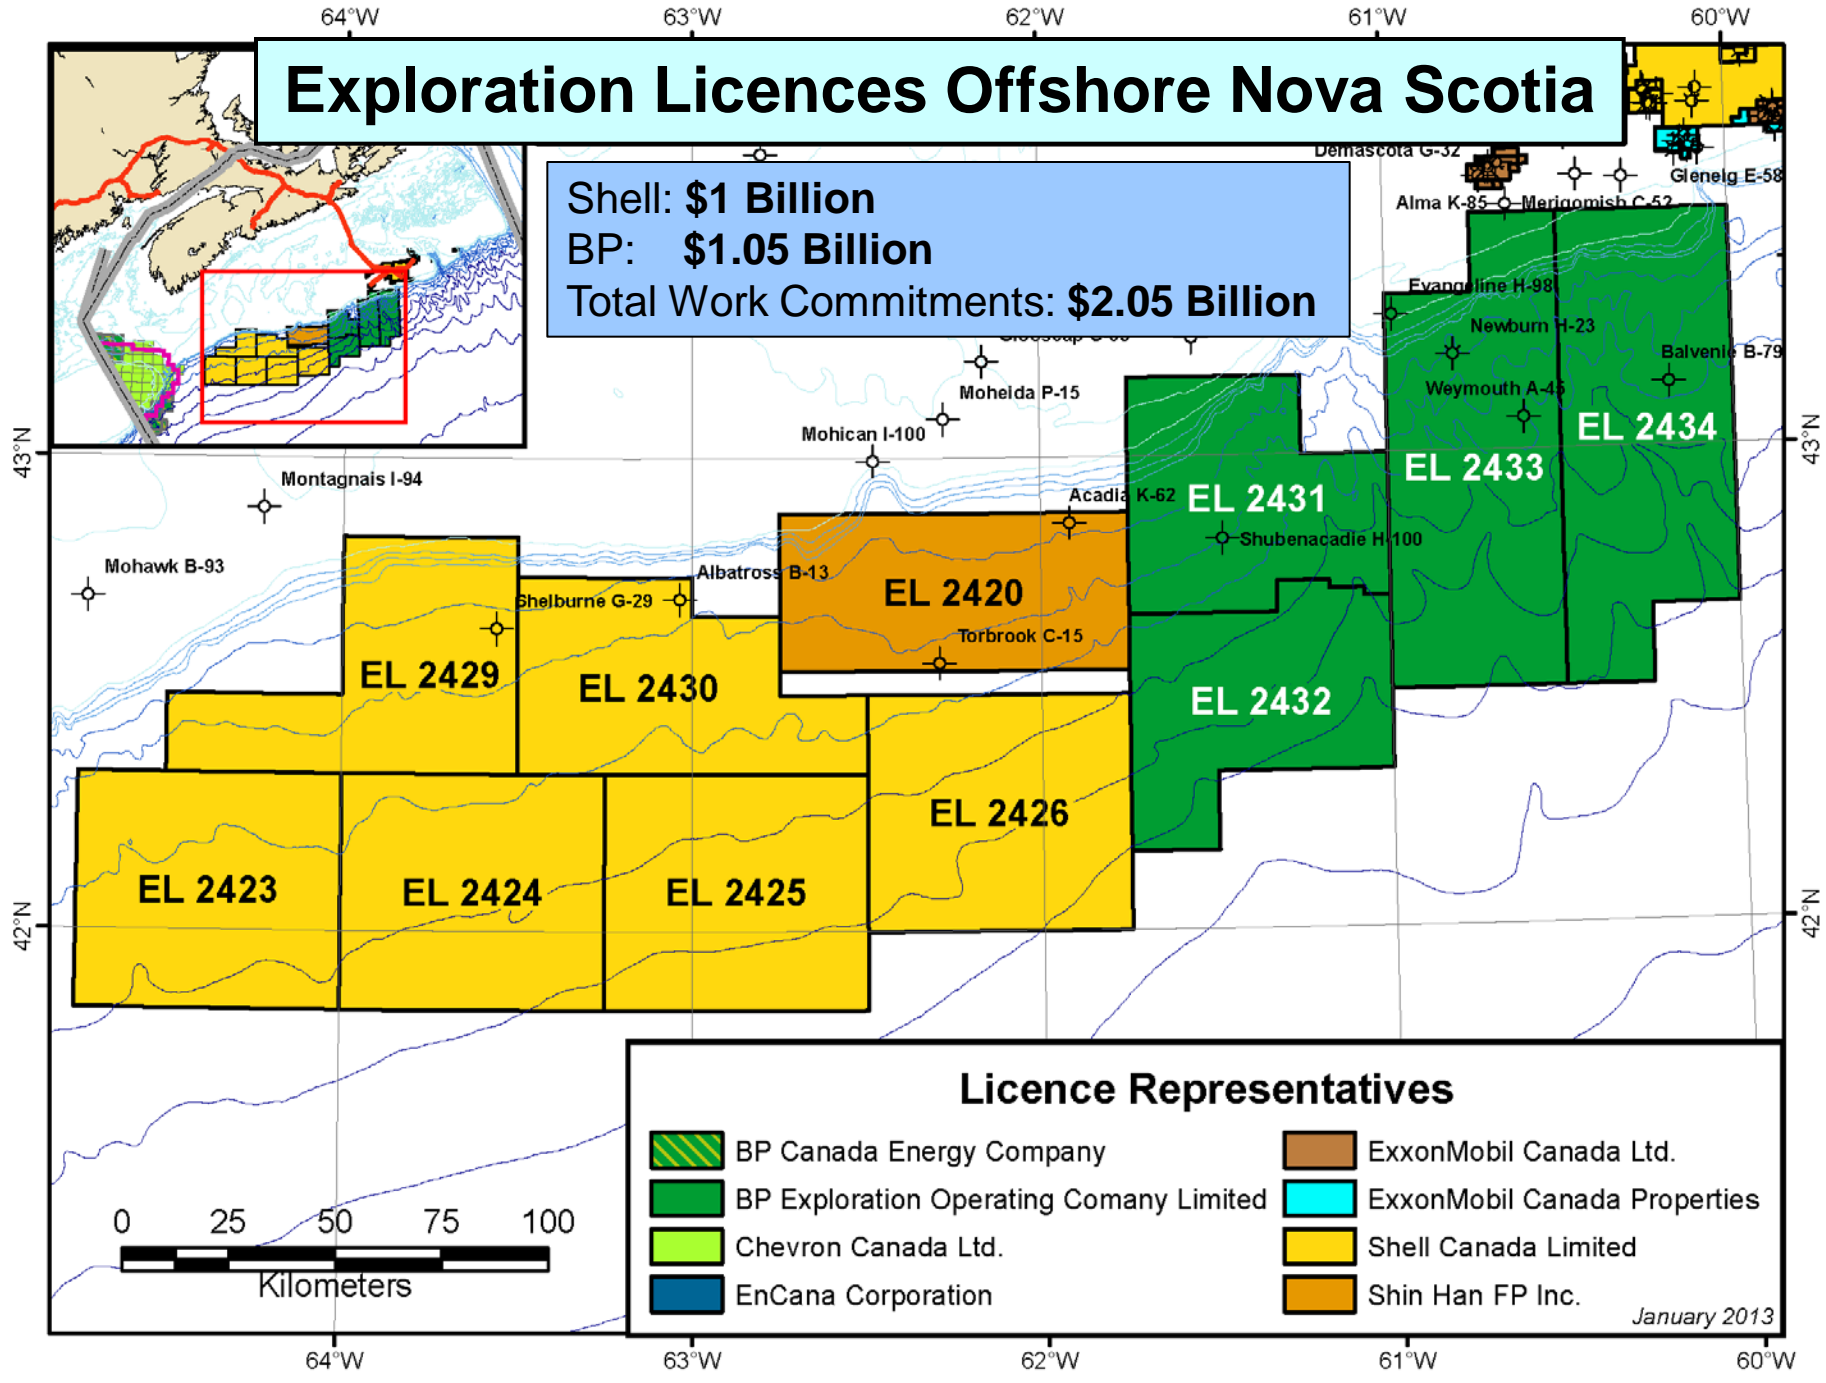 64°W 63°W 62°W 61°W 60°W
Exploration Licences Offshore Nova Scotia
Shell: $1 Billion
BP: $1.05 Billion
Total Work Commitments: $2.05 Billion
Demascota G-32
Glenelg E-58
Alma K-85 Merigomish C-52
Evangeline H-98
Newburn H-23
Balvenie B-79
Weymouth A-45
Moheida P-15
Mohican I-100
43°N
43°N
EL 2434
EL 2433
Montagnais I-94
Acadia K-62
EL 2431
Shubenacadie H-100
Mohawk B-93
Albatross B-13
Shelburne G-29
EL 2420
Torbrook C-15
EL 2429
EL 2430
EL 2432
EL 2426
EL 2423
EL 2424
EL 2425
42°N
42°N
Licence Representatives
BP Canada Energy Company
BP Exploration Operating Comany Limited
Chevron Canada Ltd.
EnCana Corporation
ExxonMobil Canada Ltd.
ExxonMobil Canada Properties
Shell Canada Limited
Shin Han FP Inc.
January 2013
0 25 50 75 100
Kilometers
64°W 63°W 62°W 61°W 60°W